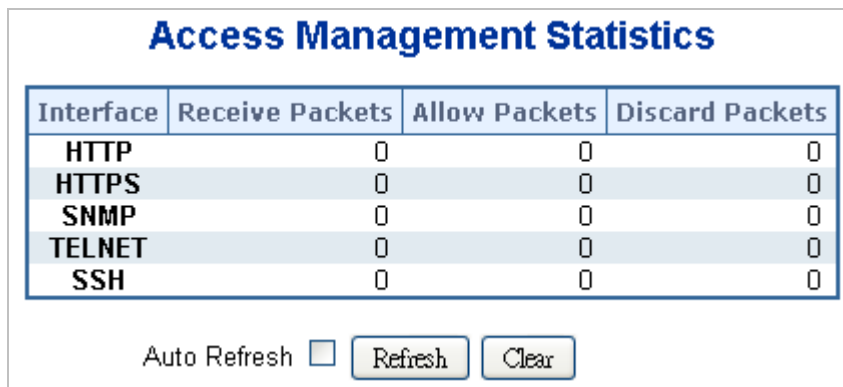 Access Management Statistics
Interface Receive Packets Allow Packets Discard Packets
HTTP 0 0 0
HTTPS 0 0 0
SNMP 0 0 0
TELNET 0 0 0
SSH 0 0 0
Auto Refresh Refresh Clear